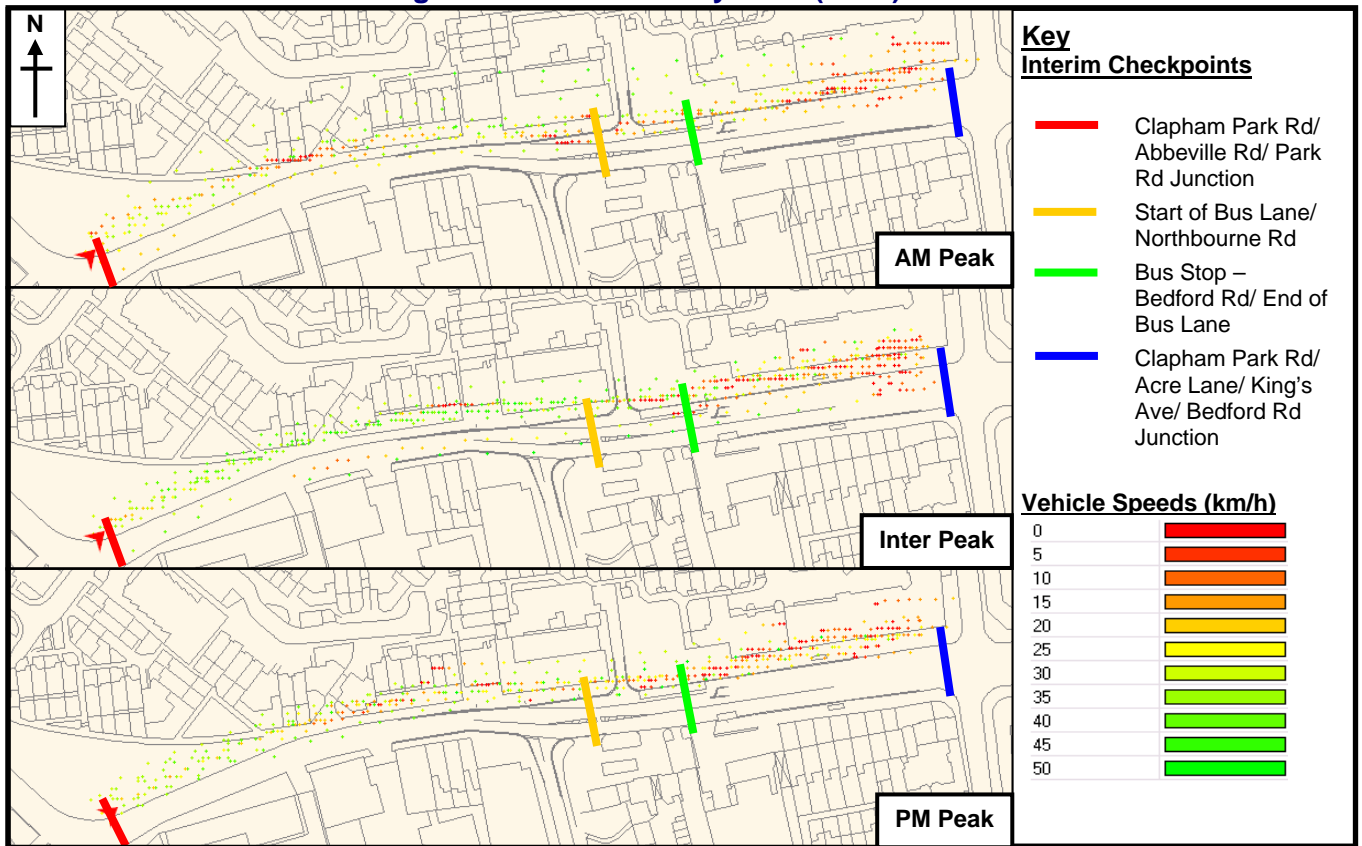 N
AM Peak
Inter Peak
PM Peak
Key
Interim Checkpoints
Clapham Park Rd/
Abbeville Rd/ Park
Rd Junction
Start of Bus Lane/
Northbourne Rd
Bus Stop –
Bedford Rd/ End of
Bus Lane
Clapham Park Rd/
Acre Lane/ King's
Ave/ Bedford Rd
Junction
Vehicle Speeds (km/h)
0
5
10
15
20
25
30
35
40
45
50